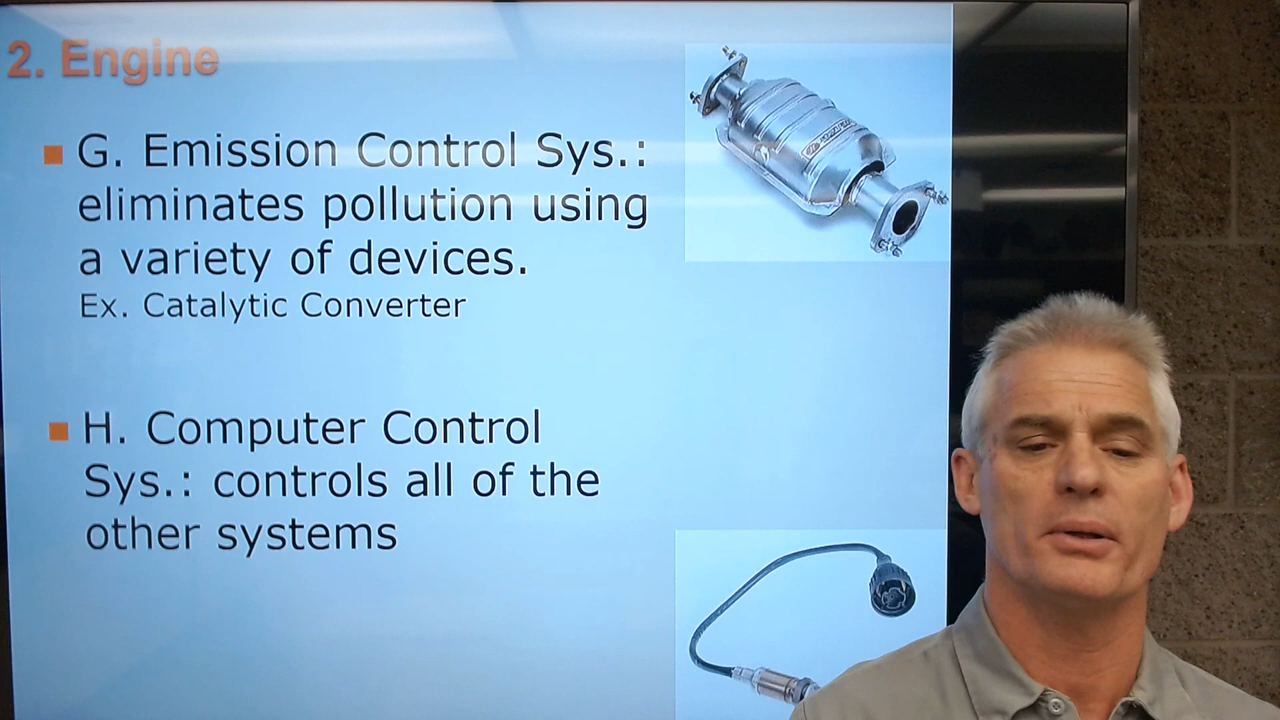 2. Engine
G. Emission Control Sys.:
eliminates pollution using
a variety of devices.
Ex. Catalytic Converter
H. Computer Control
Sys.: controls all of the
other systems